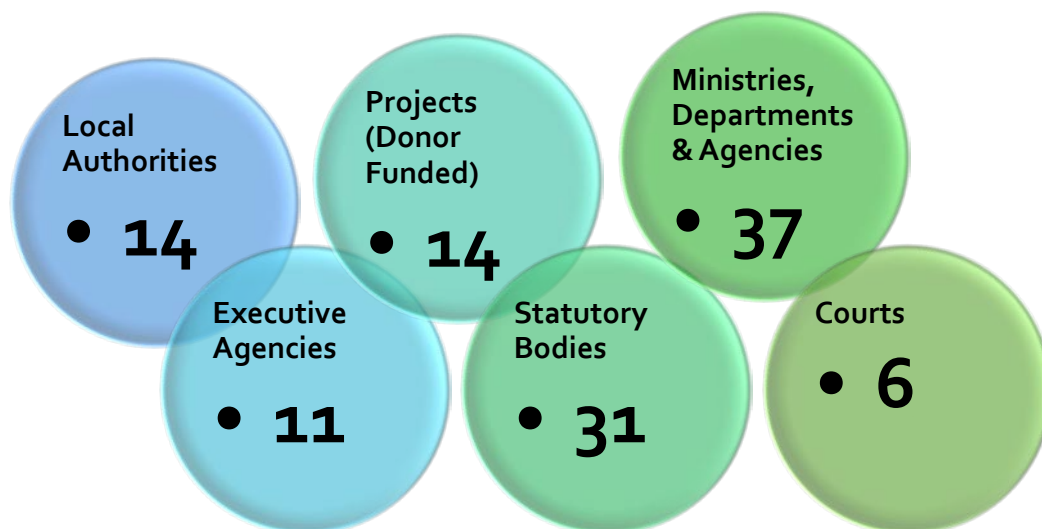 Local
Authorities
• 14
Projects
(Donor
Funded)
• 14
Ministries,
Departments
& Agencies
• 37
Executive
Agencies
• 11
Statutory
Bodies
• 31
Courts
• 6